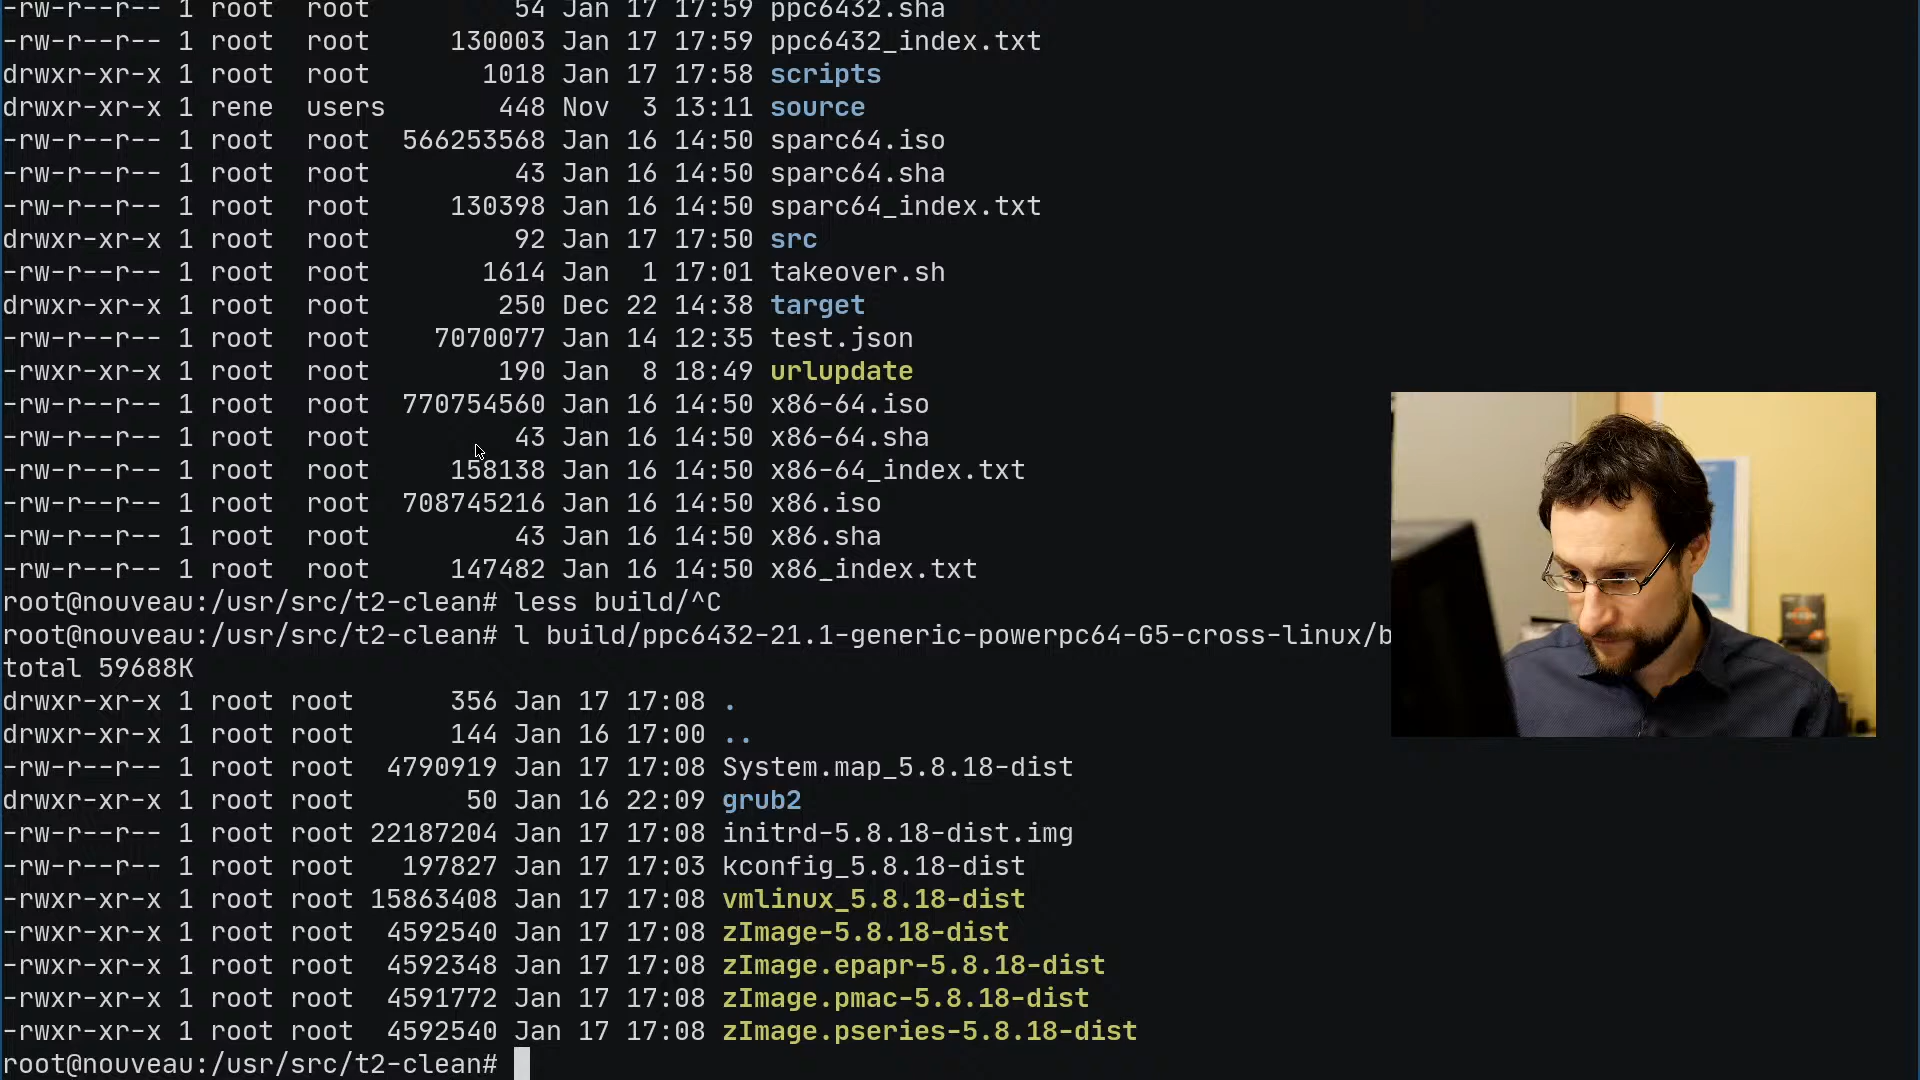 -rw-r--r-- 1 root  root         54 Jan 17 17:59 ppc6432.sha
-rw-r--r-- 1 root  root     130003 Jan 17 17:59 ppc6432_index.txt
drwxr-xr-x 1 root  root       1018 Jan 17 17:58 scripts
drwxr-xr-x 1 rene  users       448 Nov  3 13:11 source
-rw-r--r-- 1 root  root  566253568 Jan 16 14:50 sparc64.iso
-rw-r--r-- 1 root  root         43 Jan 16 14:50 sparc64.sha
-rw-r--r-- 1 root  root     130398 Jan 16 14:50 sparc64_index.txt
drwxr-xr-x 1 root  root         92 Jan 17 17:50 src
-rw-r--r-- 1 root  root       1614 Jan  1 17:01 takeover.sh
drwxr-xr-x 1 root  root        250 Dec 22 14:38 target
-rw-r--r-- 1 root  root    7070077 Jan 14 12:35 test.json
-rwxr-xr-x 1 root  root        190 Jan  8 18:49 urlupdate
-rw-r--r-- 1 root  root  770754560 Jan 16 14:50 x86-64.iso
-rw-r--r-- 1 root  root         43 Jan 16 14:50 x86-64.sha
-rw-r--r-- 1 root  root     158138 Jan 16 14:50 x86-64_index.txt
-rw-r--r-- 1 root  root  708745216 Jan 16 14:50 x86.iso
-rw-r--r-- 1 root  root         43 Jan 16 14:50 x86.sha
-rw-r--r-- 1 root  root     147482 Jan 16 14:50 x86_index.txt
root@nouveau:/usr/src/t2-clean# less build/^C
root@nouveau:/usr/src/t2-clean# l build/ppc6432-21.1-generic-powerpc64-G5-cross-linux/b
total 59688K
drwxr-xr-x 1 root root      356 Jan 17 17:08 .
drwxr-xr-x 1 root root      144 Jan 16 17:00 ..
-rw-r--r-- 1 root root  4790919 Jan 17 17:08 System.map_5.8.18-dist
drwxr-xr-x 1 root root       50 Jan 16 22:09 grub2
-rw-r--r-- 1 root root 22187204 Jan 17 17:08 initrd-5.8.18-dist.img
-rw-r--r-- 1 root root   197827 Jan 17 17:03 kconfig_5.8.18-dist
-rwxr-xr-x 1 root root 15863408 Jan 17 17:08 vmlinux_5.8.18-dist
-rwxr-xr-x 1 root root  4592540 Jan 17 17:08 zImage-5.8.18-dist
-rwxr-xr-x 1 root root  4592348 Jan 17 17:08 zImage.epapr-5.8.18-dist
-rwxr-xr-x 1 root root  4591772 Jan 17 17:08 zImage.pmac-5.8.18-dist
-rwxr-xr-x 1 root root  4592540 Jan 17 17:08 zImage.pseries-5.8.18-dist
root@nouveau:/usr/src/t2-clean#